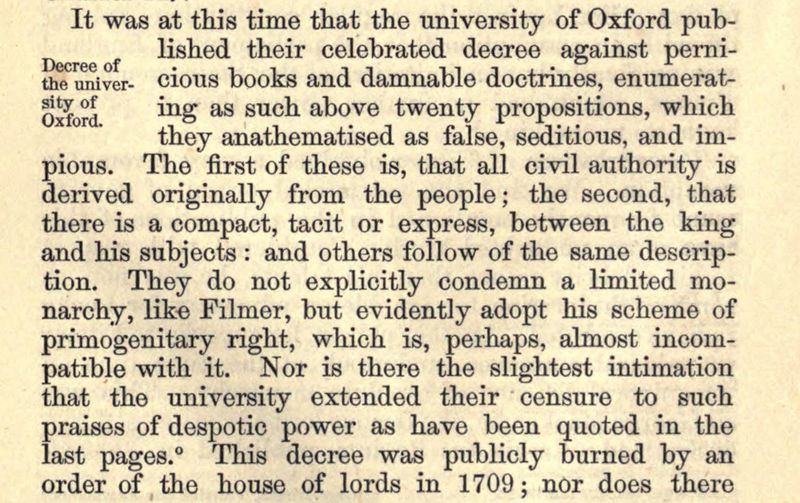 It was at this time that the university of Oxford pub-
lished their celebrated decree against perni-
Decree of
the univer-
sity of
Oxford.
cious books and damnable doctrines, enumerat-
ing as such above twenty propositions, which
they anathematised as false, seditious, and im-
pious. The first of these is, that all civil authority is
derived originally from the people; the second, that
there is a compact, tacit or express, between the king
and his subjects: and others follow of the same descrip-
tion. They do not explicitly condemn a limited mo-
narchy, like Filmer, but evidently adopt his scheme of
primogenitary right, which is, perhaps, almost incom-
patible with it. Nor is there the slightest intimation
that the university extended their censure to such
praises of despotic power as have been quoted in the
last pages.º This decree was publicly burned by an
order of the house of lords in 1709; nor does there